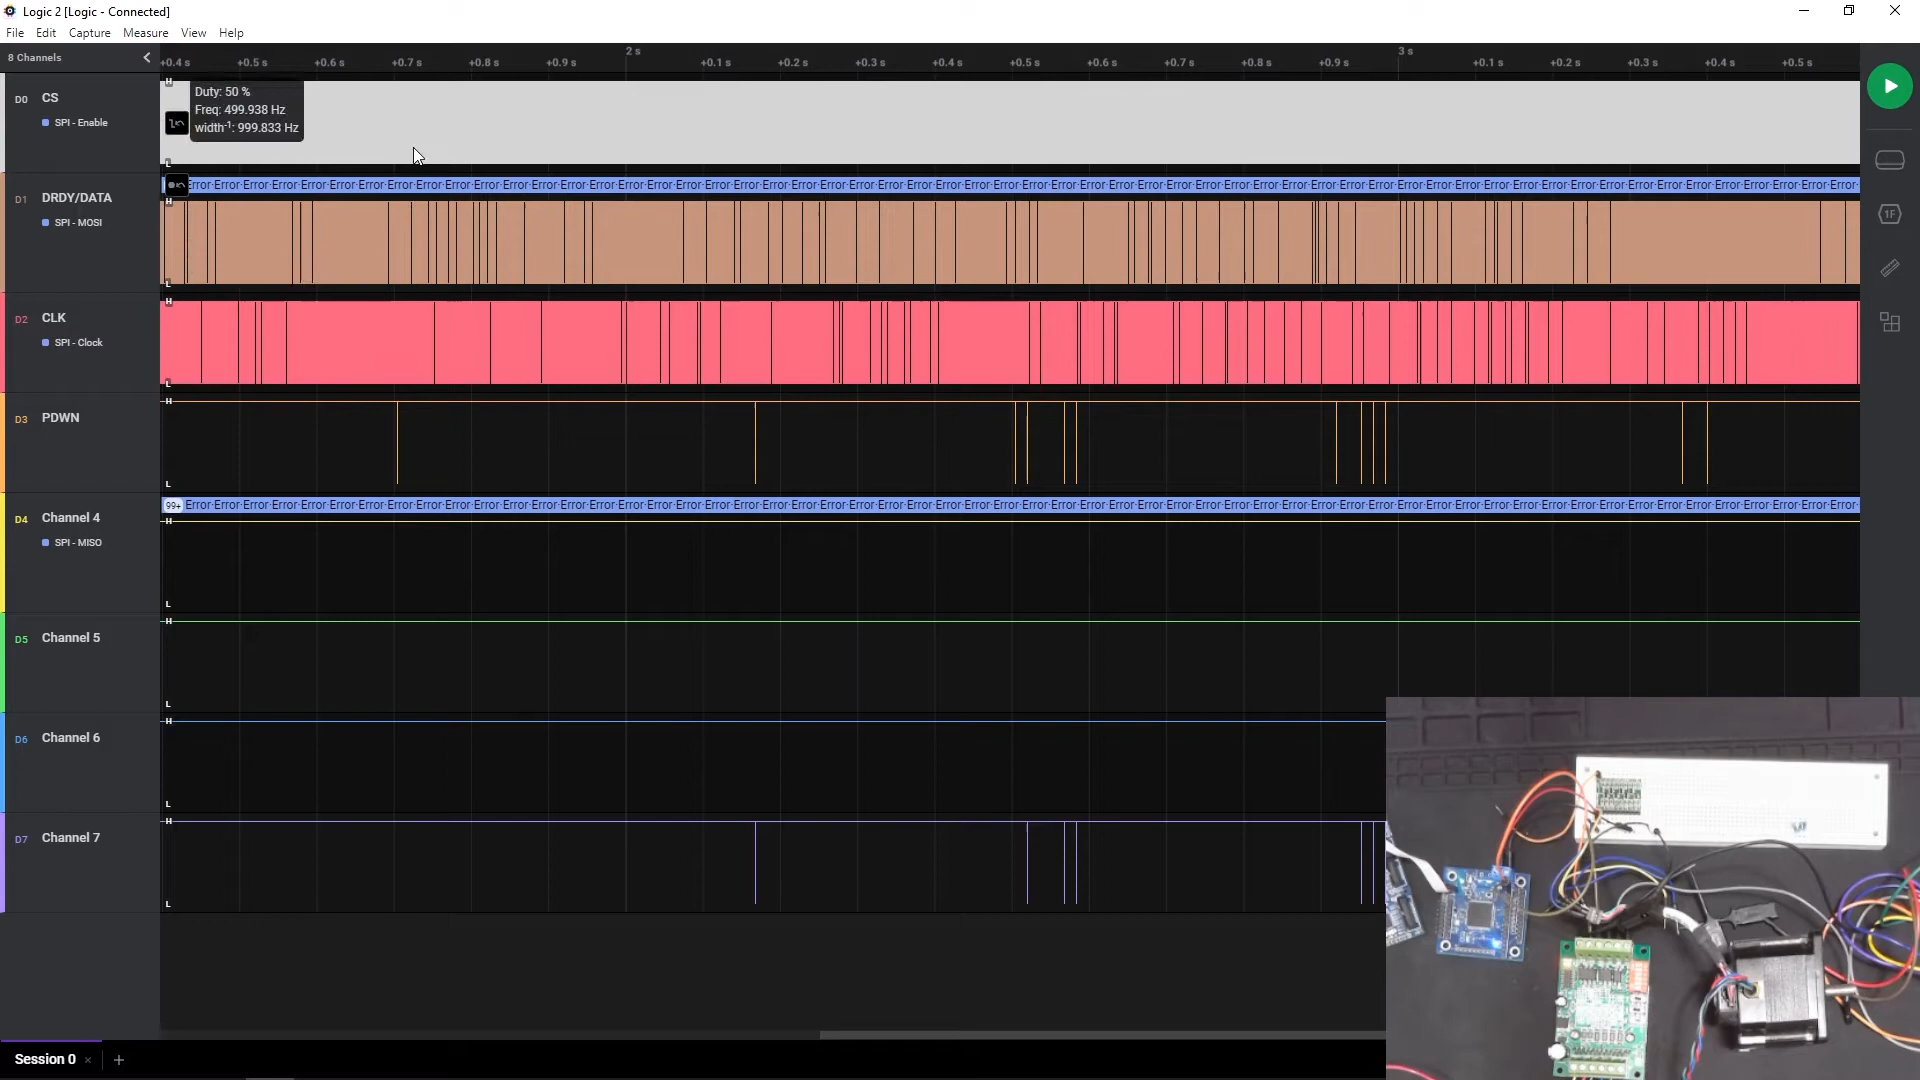 Logic 2 [Logic - Connected]
File Edit Capture Measure View Help
8 Channels
2 s 3 s
+0.4 s +0.5 s +0.6 s +0.7 s +0.8 s +0.9 s +0.1 s +0.2 s +0.3 s +0.4 s +0.5 s +0.6 s +0.7 s +0.8 s +0.9 s +0.1 s +0.2 s +0.3 s +0.4 s +0.5 s
H
Duty: 50 %
Freq: 499.938 Hz
width-1: 999.833 Hz
D0 CS
SPI - Enable
L
Error Error Error Error Error Error Error Error Error Error Error Error Error Error Error Error Error Error Error Error Error Error Error Error Error Error Error Error Error Error Error Error Error Error Error Error Error Error Error Error Error Error Error Error Error Error Error Error Error Error Error Error Error Error Error Error Error Error
D1 DRDY/DATA
H
SPI - MOSI
L
H
D2 CLK
SPI - Clock
L
H
D3 PDWN
L
99+ Error Error Error Error Error Error Error Error Error Error Error Error Error Error Error Error Error Error Error Error Error Error Error Error Error Error Error Error Error Error Error Error Error Error Error Error Error Error Error Error Error Error Error Error Error Error Error Error Error Error Error Error Error Error Error Error Error Error
D4 Channel 4
H
SPI - MISO
L
H
D5 Channel 5
L
H
D6 Channel 6
L
H
D7 Channel 7
L
1F
Session 0